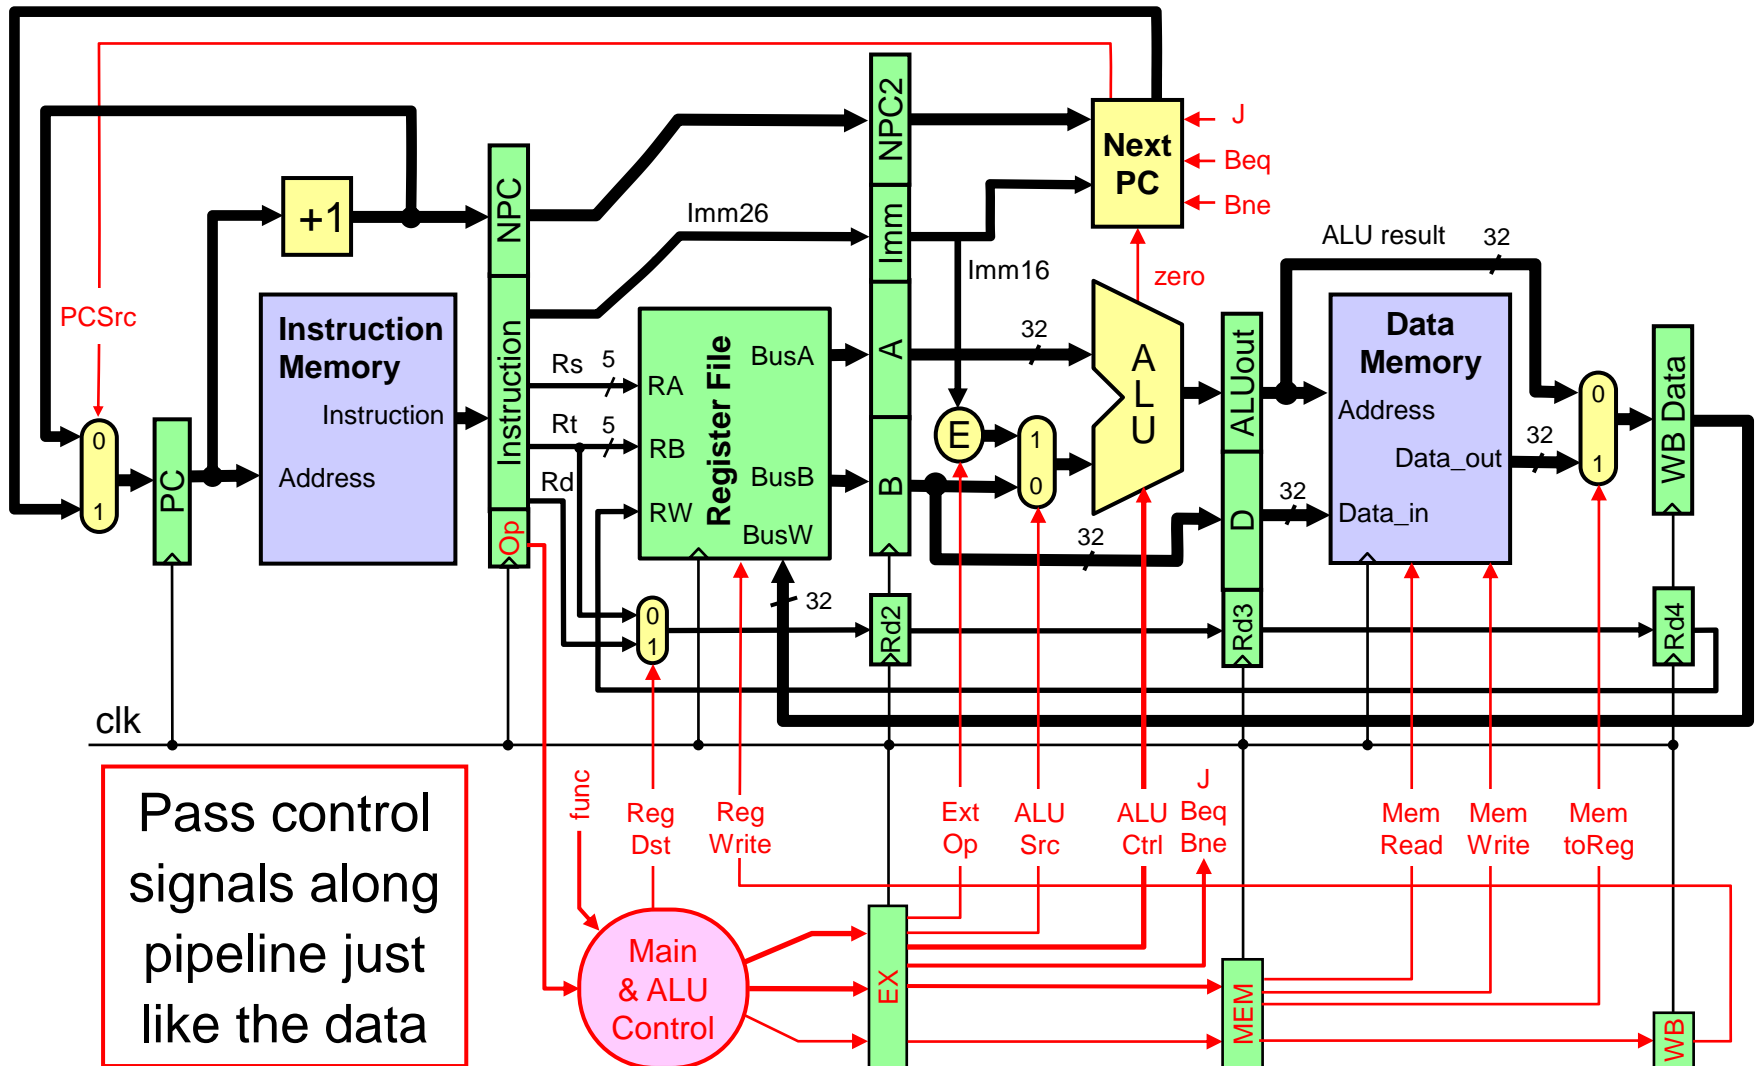 NPC2
J
Next
PC
Beq
Bne
NPC
+1
Imm26
Imm
Imm16
zero
ALU result
32
PCSrc
Instruction
Memory
Instruction
Address
Instruction
Rs
5
Rt
5
Rd
Op
Register File
RA
RB
RW
BusA
BusB
BusW
A
B
32
E
1
0
A
L
U
32
ALUout
D
32
Data
Memory
Address
Data_out
Data_in
32
0
1
WB Data
0
1
PC
0
1
32
Rd2
Rd3
Rd4
clk
func
Reg
Dst
Reg
Write
Ext
Op
ALU
Src
ALU
Ctrl
J
Beq
Bne
Mem
Read
Mem
Write
Mem
toReg
Pass control
signals along
pipeline just
like the data
Main
& ALU
Control
EX
MEM
WB